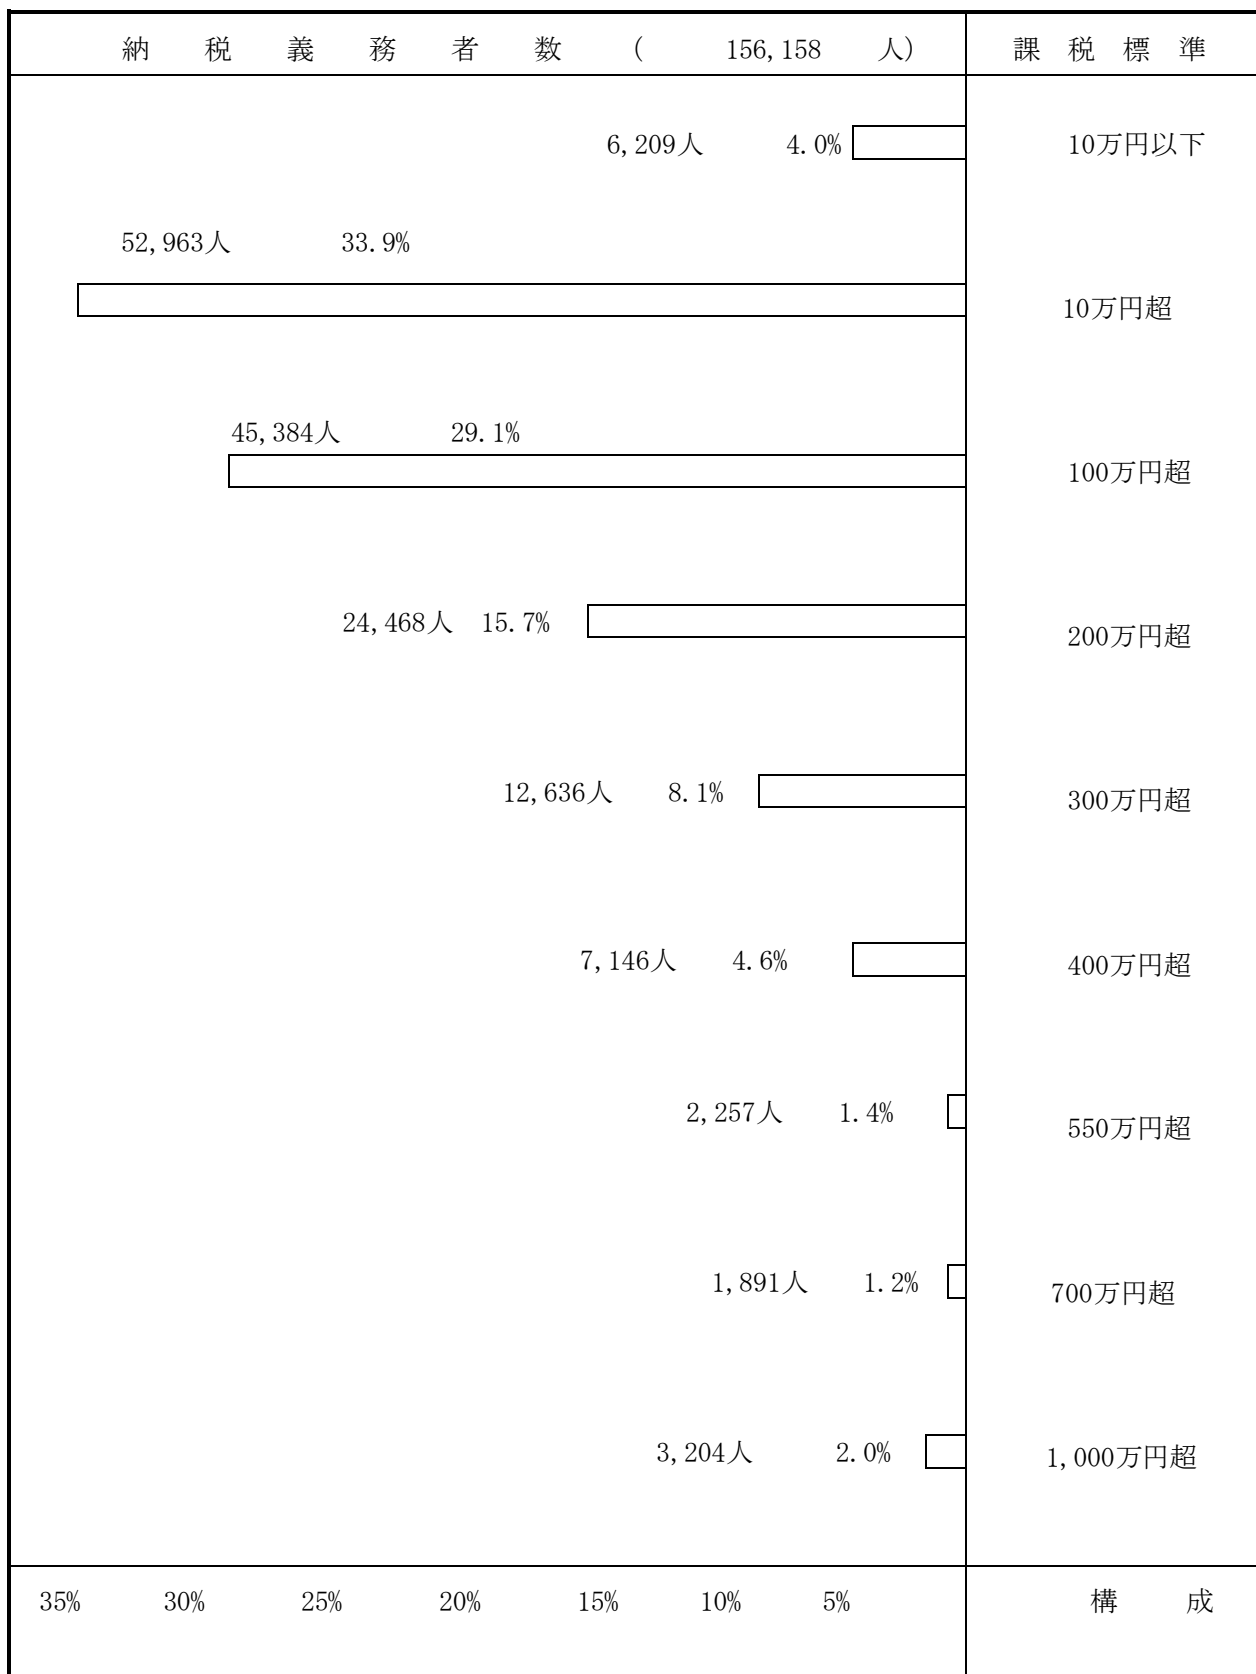 納税義務者数（ 156,158 人） 課税標準
6,209人 4.0% 10万円以下
52,963人 33.9%
10万円超
45,384人 29.1%
100万円超
24,468人 15.7% 200万円超
12,636人 8.1% 300万円超
7,146人 4.6% 400万円超
2,257人 1.4% 550万円超
1,891人 1.2% 700万円超
3,204人 2.0% 1,000万円超
35% 30% 25% 20% 15% 10% 5% 構成